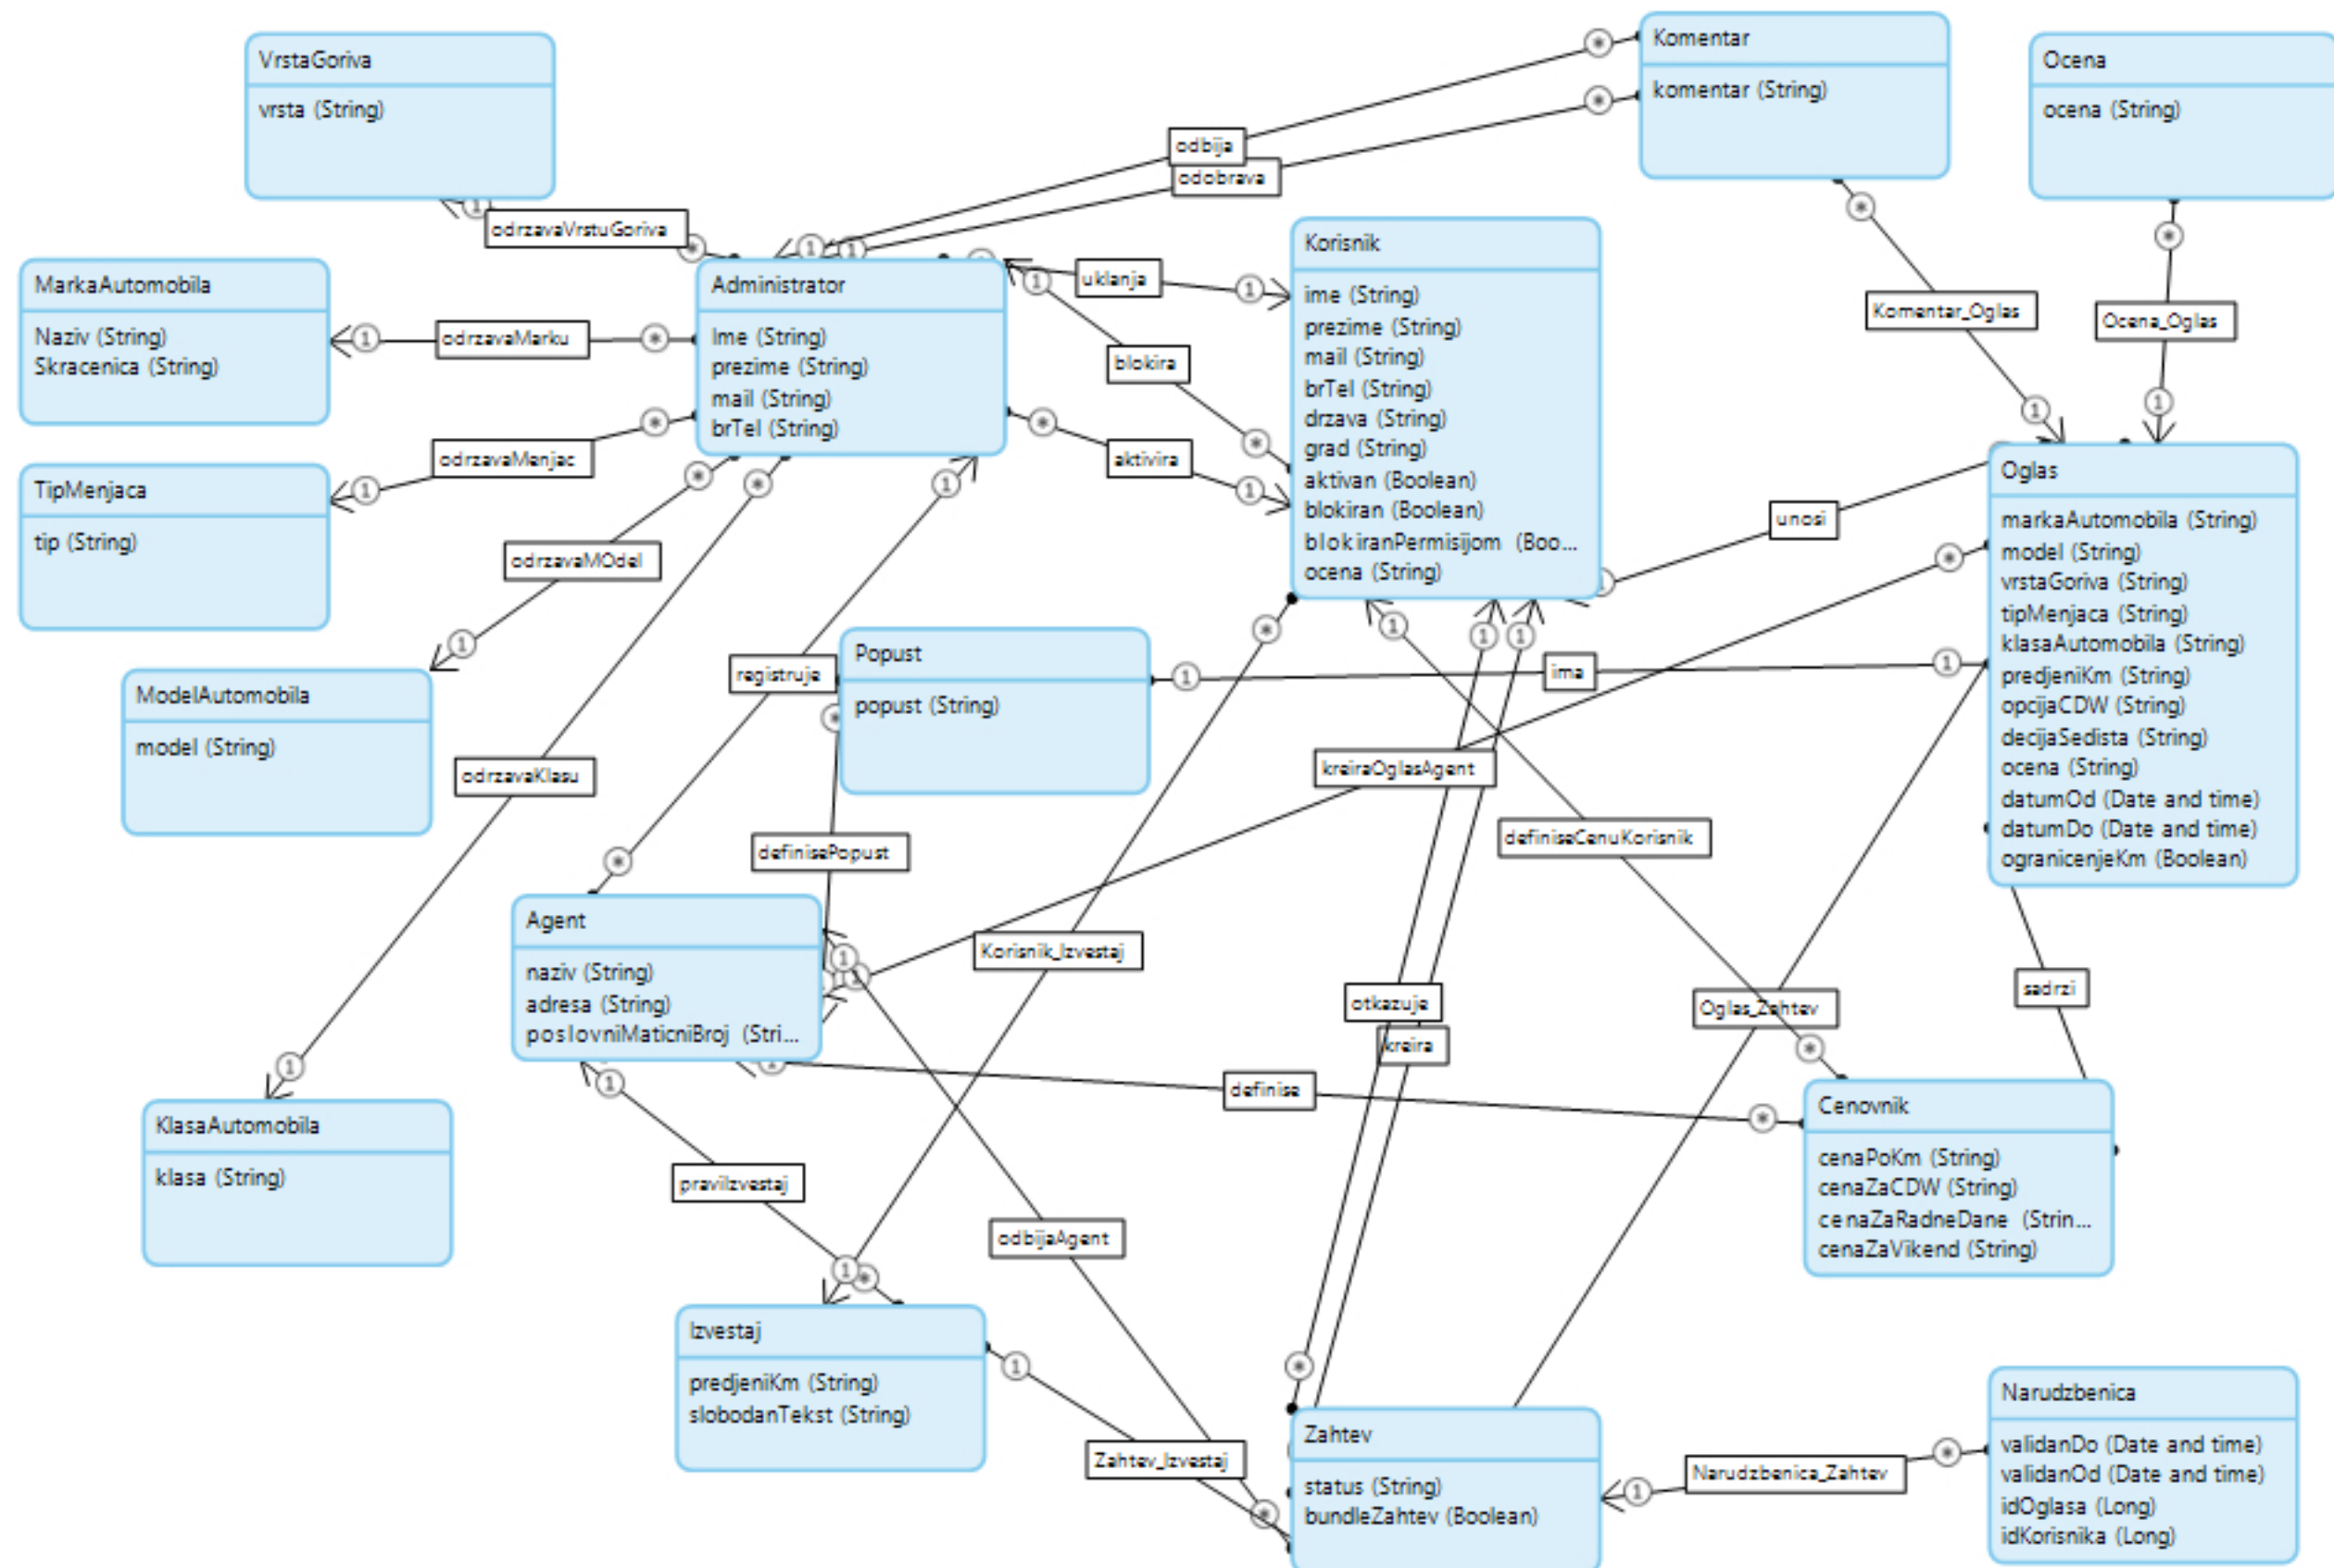 VrstaGoriva
vrsta (String)
Komentar
komentar (String)
Ocena
ocena (String)
odbija
odobrava
odrzavaVrstuGoriva
MarkaAutomobila
Naziv (String)
Skracenica (String)
odrzavaMarku
Administrator
Ime (String)
prezime (String)
mail (String)
brTel (String)
uklanja
blokira
aktivira
Korisnik
ime (String)
prezime (String)
mail (String)
brTel (String)
drzava (String)
grad (String)
aktivan (Boolean)
blokiran (Boolean)
blokiranPermisijom (Boo...
ocena (String)
Komentar_Oglas
Ocena_Oglas
odrzavaMenjac
TipMenjaca
tip (String)
odrzavaMOdel
unosi
Oglas
markaAutomobila (String)
model (String)
vrstaGoriva (String)
tipMenjaca (String)
klasaAutomobila (String)
predjeniKm (String)
opcijaCDW (String)
decijaSedista (String)
ocena (String)
datumOd (Date and time)
datumDo (Date and time)
ogranicenjeKm (Boolean)
ModelAutomobila
model (String)
registruje
Popust
popust (String)
ima
odrzavaKlasu
kreiraOglasAgent
definisePopust
definiseCenuKorisnik
Agent
naziv (String)
adresa (String)
poslovniMaticniBroj (Stri...
Korisnik_Izvestaj
otkazuje
kreira
Oglas_Zahtev
sadrzi
definise
KlasaAutomobila
klasa (String)
Cenovnik
cenaPoKm (String)
cenaZaCDW (String)
cenaZaRadneDane (Strin...
cenaZaVikend (String)
praviIzvestaj
odbijaAgent
Izvestaj
predjeniKm (String)
slobodanTekst (String)
Zahtev_Izvestaj
Zahtev
status (String)
bundleZahtev (Boolean)
Narudzbenica_Zahtev
Narudzbenica
validanDo (Date and time)
validanOd (Date and time)
idOglasa (Long)
idKorisnika (Long)